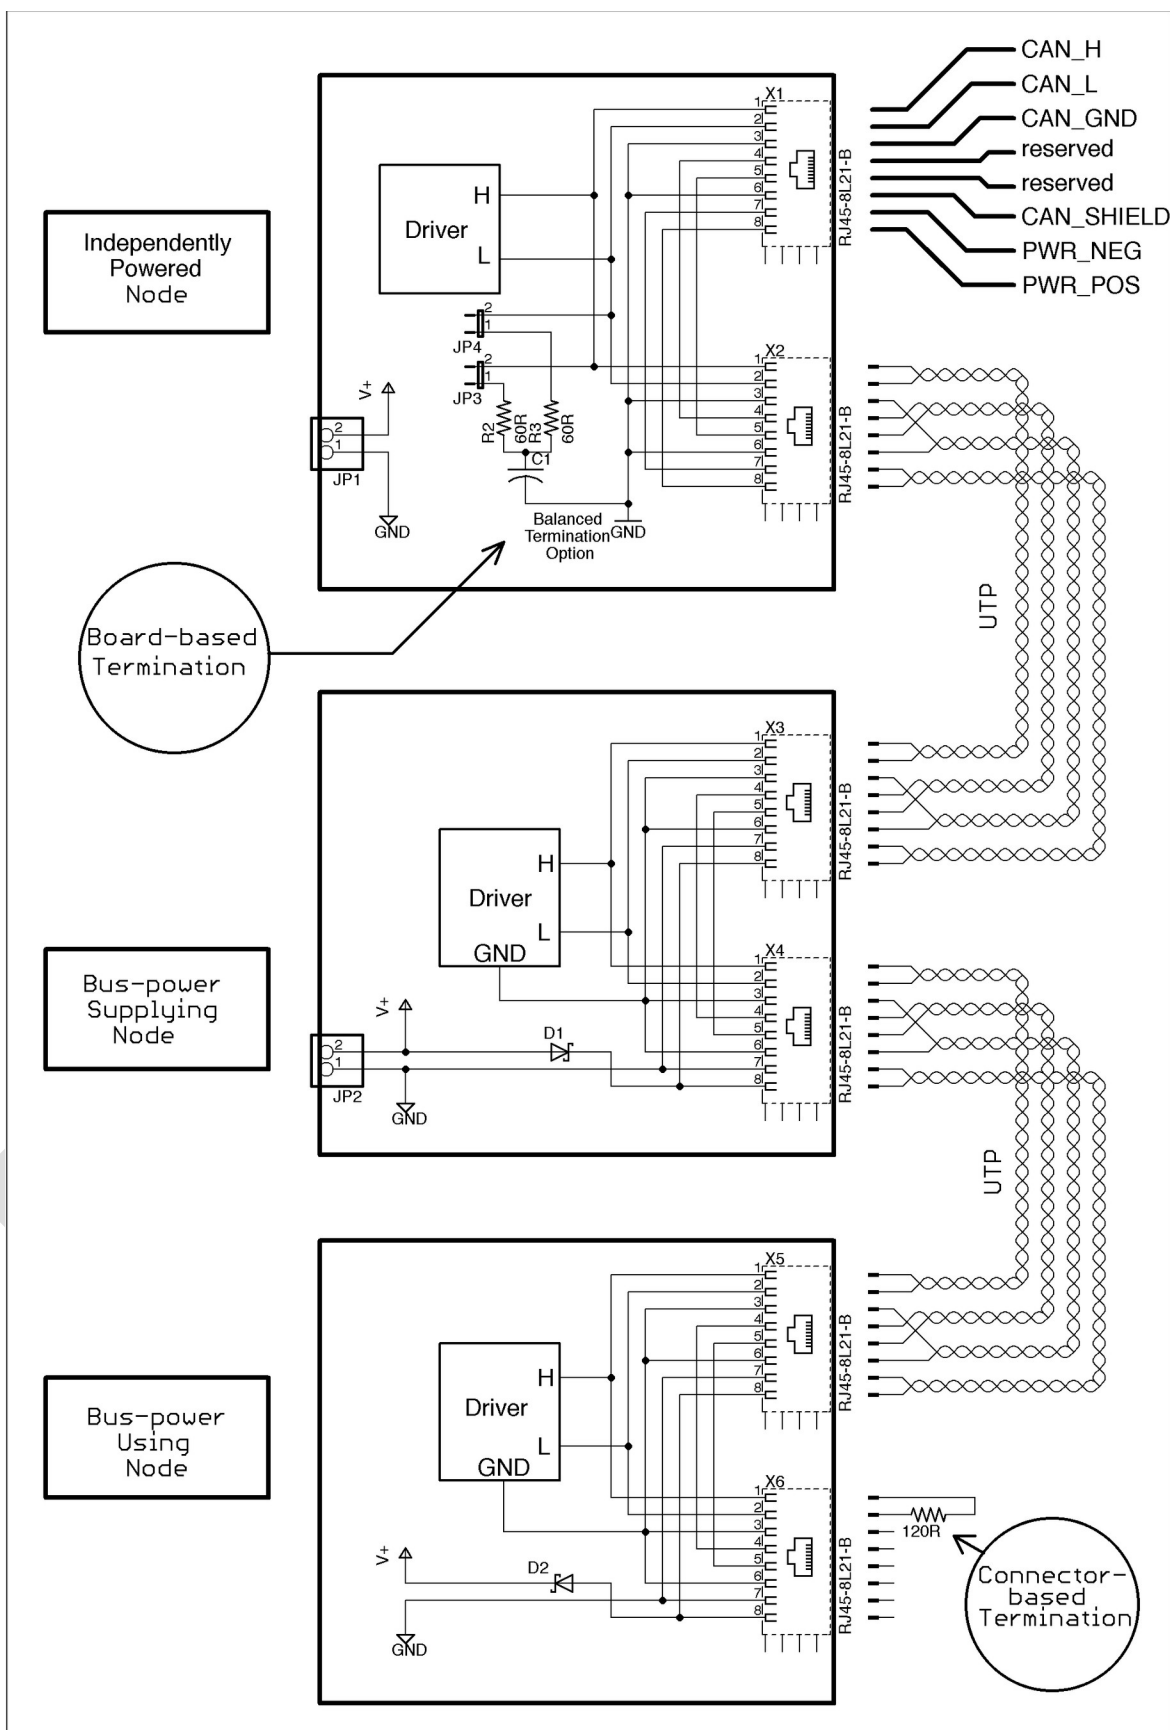 CAN_H
CAN_L
CAN_GND
reserved
reserved
CAN_SHIELD
PWR_NEG
PWR_POS
X1
1
2
3
4
5
6
7
8
RJ45-8L21-B
Driver
H
L
Independently
Powered
Node
2
1
JP4
2
1
JP3
V+
R2
60R
R3
60R
C1
2
1
JP1
GND
Balanced
Termination
Option
GND
X2
1
2
3
4
5
6
7
8
RJ45-8L21-B
UTP
Board-based
Termination
X3
1
2
3
4
5
6
7
8
RJ45-8L21-B
Driver
H
L
GND
Bus-power
Supplying
Node
V+
D1
2
1
JP2
GND
X4
1
2
3
4
5
6
7
8
RJ45-8L21-B
UTP
X5
1
2
3
4
5
6
7
8
RJ45-8L21-B
Driver
H
L
GND
Bus-power
Using
Node
V+
D2
GND
X6
1
2
3
4
5
6
7
8
RJ45-8L21-B
120R
Connector-
based
Termination